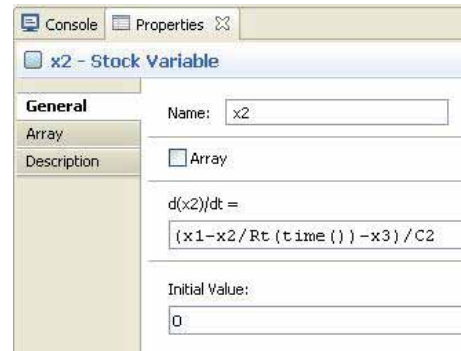 Console Properties
x2 - Stock Variable
General
Array
Description
Name: x2
Array
d(x2)/dt =
(x1-x2/Rt(time())-x3)/C2
Initial Value:
0